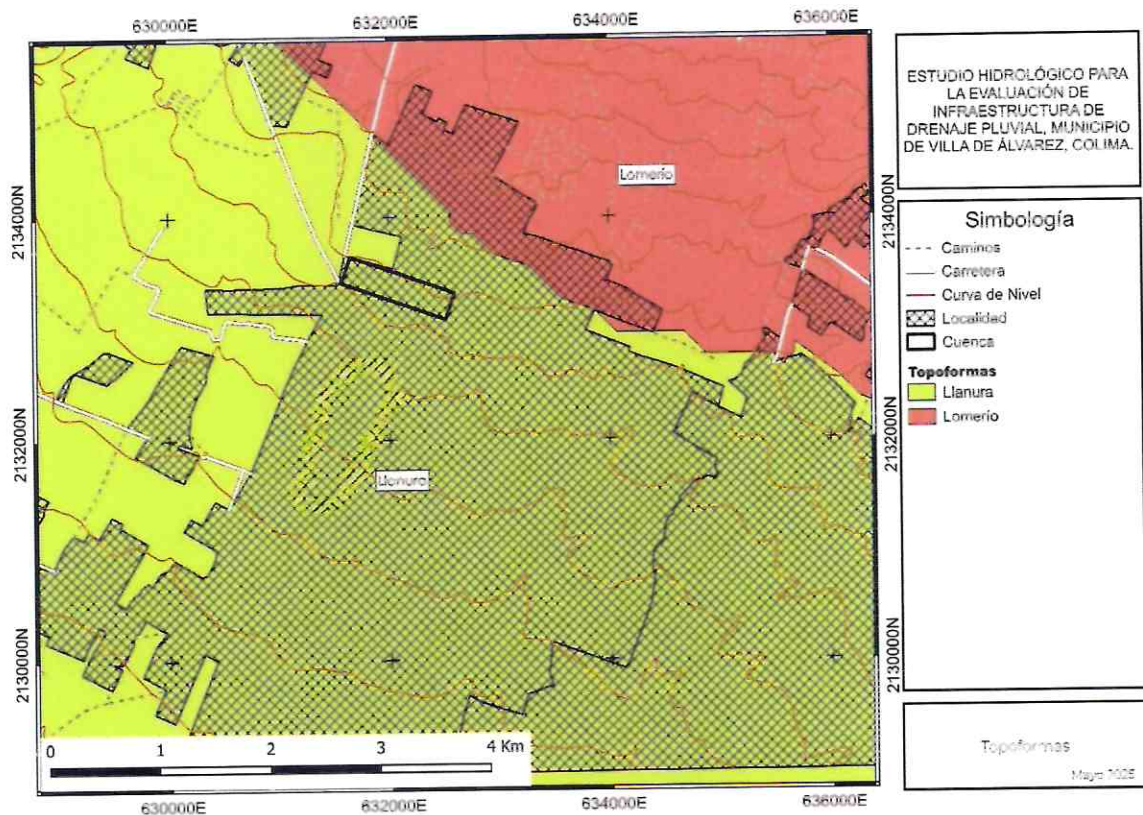 630000E
632000E
634000E
636000E
2134000N
2132000N
2130000N
Lomerío
Llanura
0 1 2 3 4 Km
630000E
632000E
634000E
636000E
2134000N
2132000N
2130000N
ESTUDIO HIDROLÓGICO PARA
LA EVALUACIÓN DE
INFRAESTRUCTURA DE
DRENAJE PLUVIAL, MUNICIPIO
DE VILLA DE ÁLVAREZ, COLIMA.
Simbología
Caminos
Carretera
Curva de Nivel
Localidad
Cuenca
Topoformas
Llanura
Lomerío
Topoformas
Mayo 2025